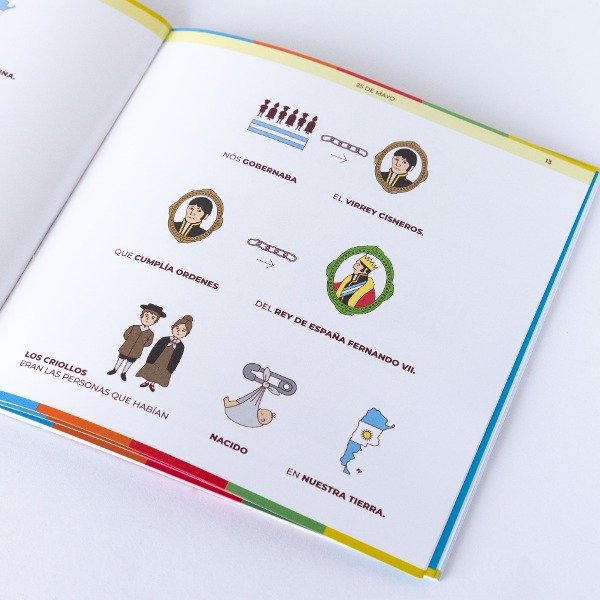 NA.
25 DE MAYO
13
NOS GOBERNABA
EL VIRREY CISNEROS,
QUE CUMPLÍA ÓRDENES
DEL REY DE ESPAÑA FERNANDO VII.
LOS CRIOLLOS
ERAN LAS PERSONAS QUE HABÍAN
NACIDO
EN NUESTRA TIERRA.